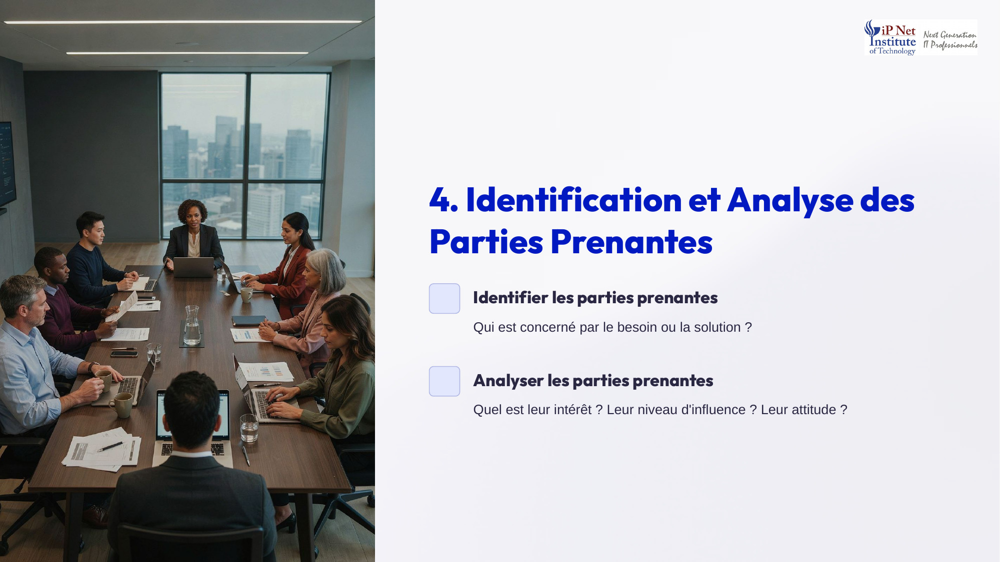 iP Net
Institute
of Technology
Next Generation
IT Professionnels
4. Identification et Analyse des
Parties Prenantes
Identifier les parties prenantes
Qui est concerné par le besoin ou la solution ?
Analyser les parties prenantes
Quel est leur intérêt ? Leur niveau d'influence ? Leur attitude ?